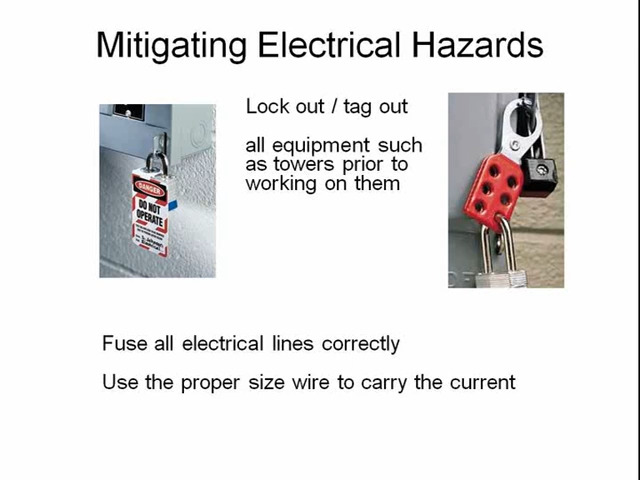 Mitigating Electrical Hazards
Lock out / tag out
all equipment such
as towers prior to
working on them
DANGER
DO NOT
OPERATE
Fuse all electrical lines correctly
Use the proper size wire to carry the current